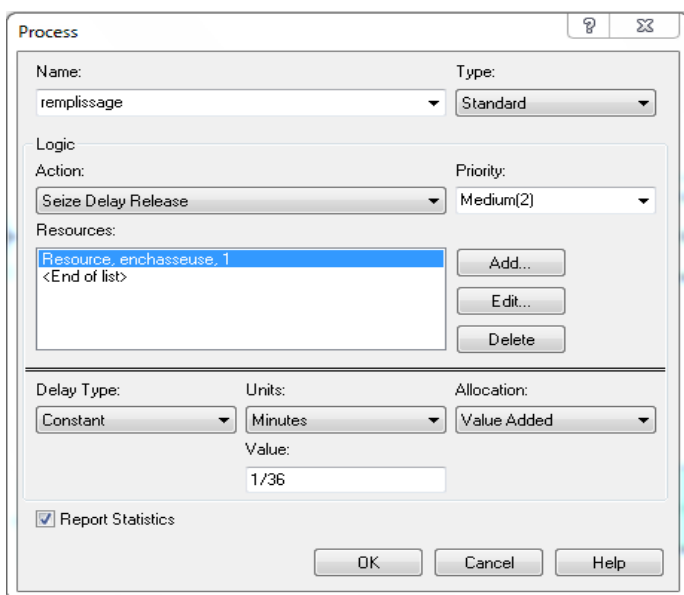 Process
Name: Type:
remplissage Standard
Logic
Action: Priority:
Seize Delay Release Medium(2)
Resources:
Resource, enchasseuse, 1 Add...
<End of list>
Edit...
Delete
Delay Type: Units: Allocation:
Constant Minutes Value Added
Value:
1/36
Report Statistics
OK Cancel Help